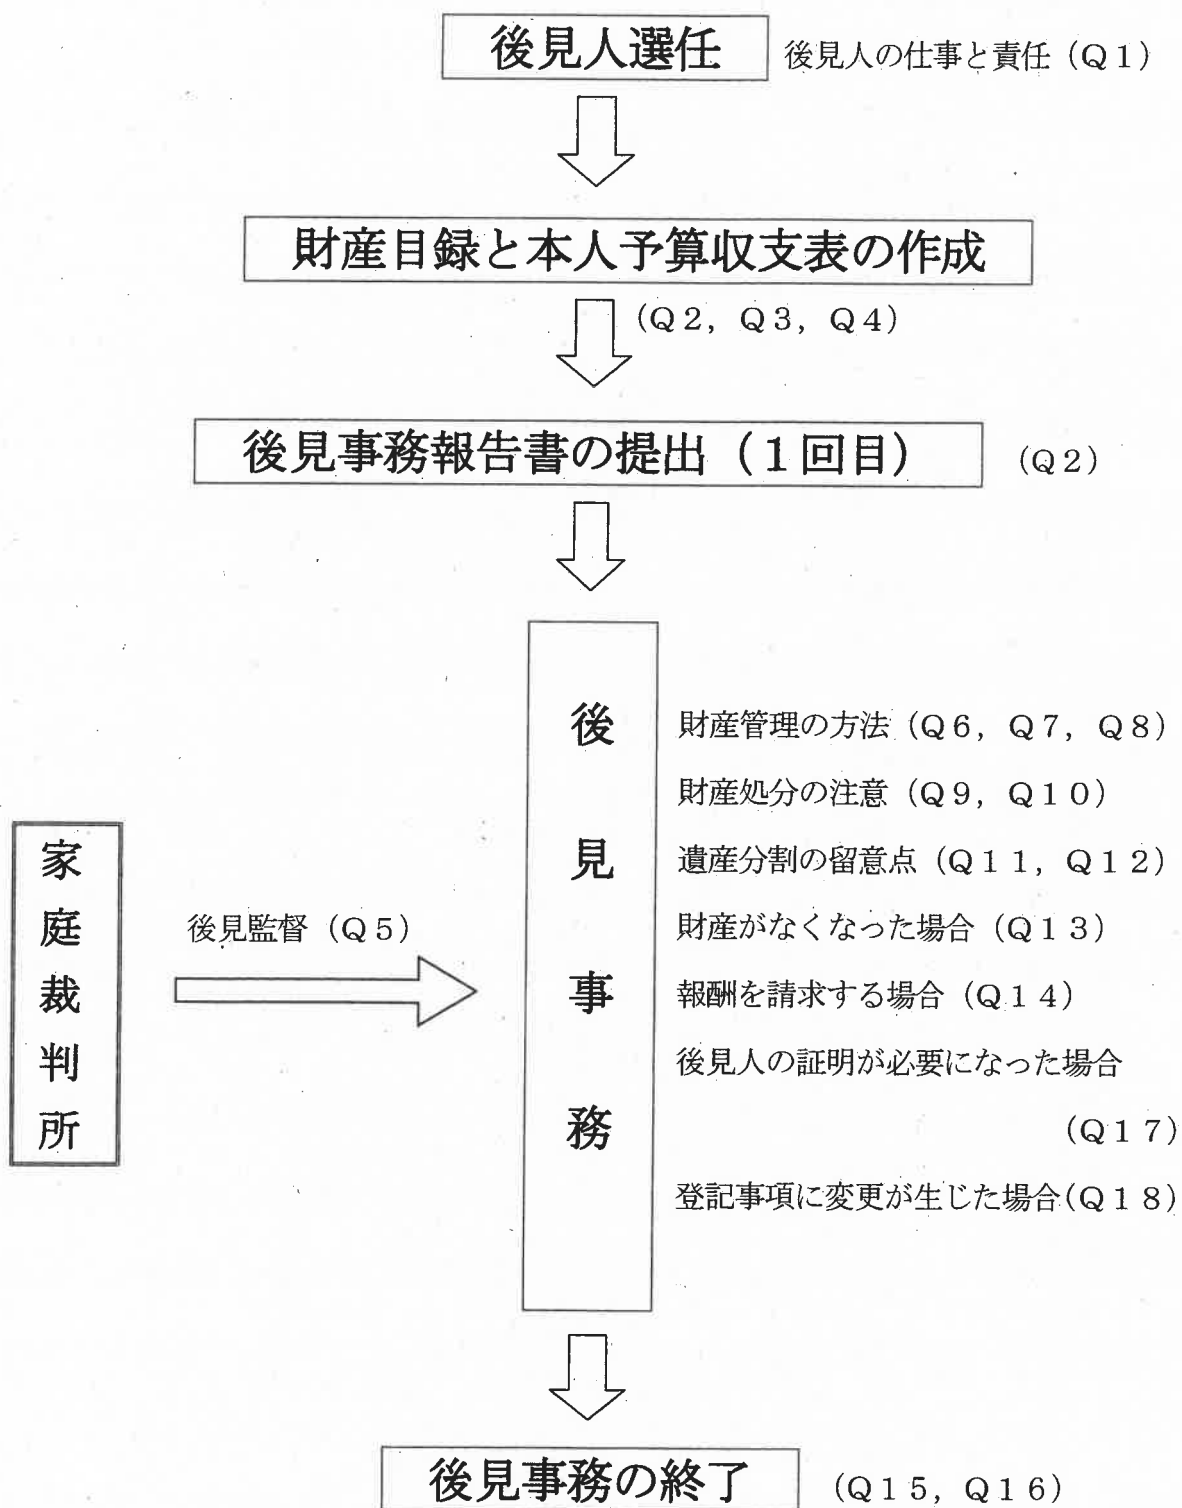 後見人選任
後見人の仕事と責任（Ｑ１）
財産目録と本人予算収支表の作成
（Ｑ２，Ｑ３，Ｑ４）
後見事務報告書の提出（１回目）
（Ｑ２）
家庭裁判所
後見監督（Ｑ５）
後見事務
財産管理の方法（Ｑ６，Ｑ７，Ｑ８）
財産処分の注意（Ｑ９，Ｑ１０）
遺産分割の留意点（Ｑ１１，Ｑ１２）
財産がなくなった場合（Ｑ１３）
報酬を請求する場合（Ｑ１４）
後見人の証明が必要になった場合
（Ｑ１７）
登記事項に変更が生じた場合（Ｑ１８）
後見事務の終了
（Ｑ１５，Ｑ１６）